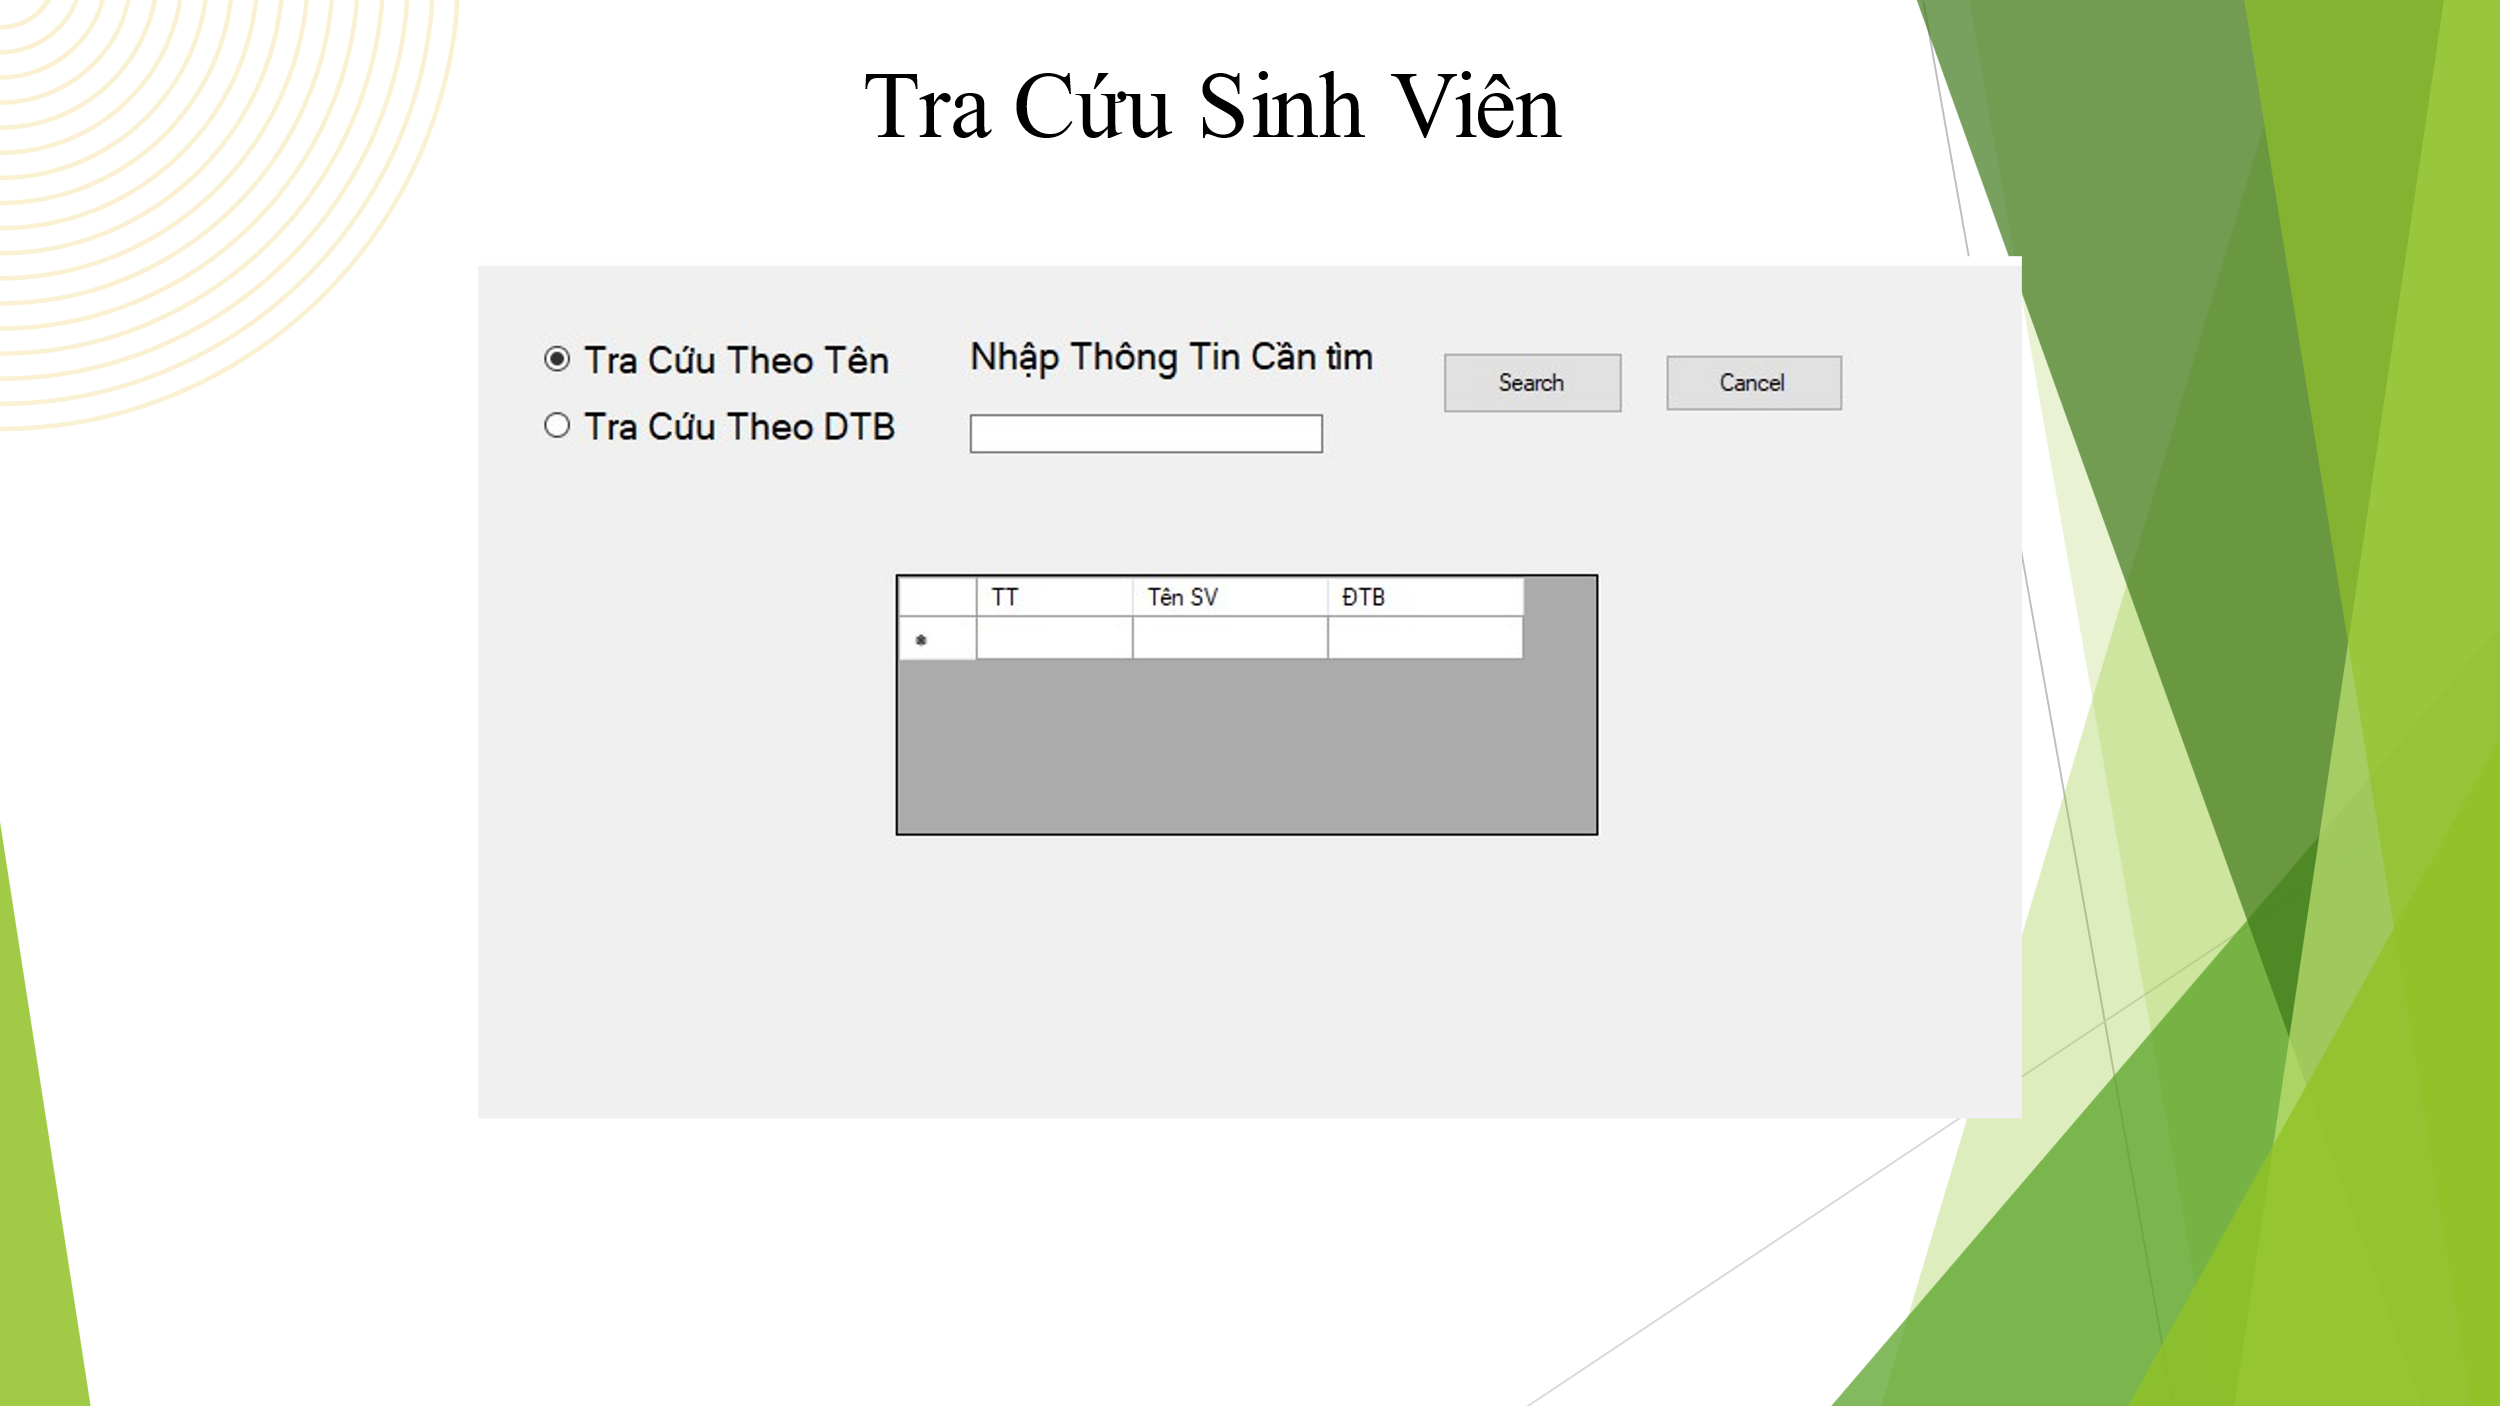 Tra Cứu Sinh Viên
Tra Cứu Theo Tên
Tra Cứu Theo DTB
Nhập Thông Tin Cần tìm
Search
Cancel
TT Tên SV ĐTB